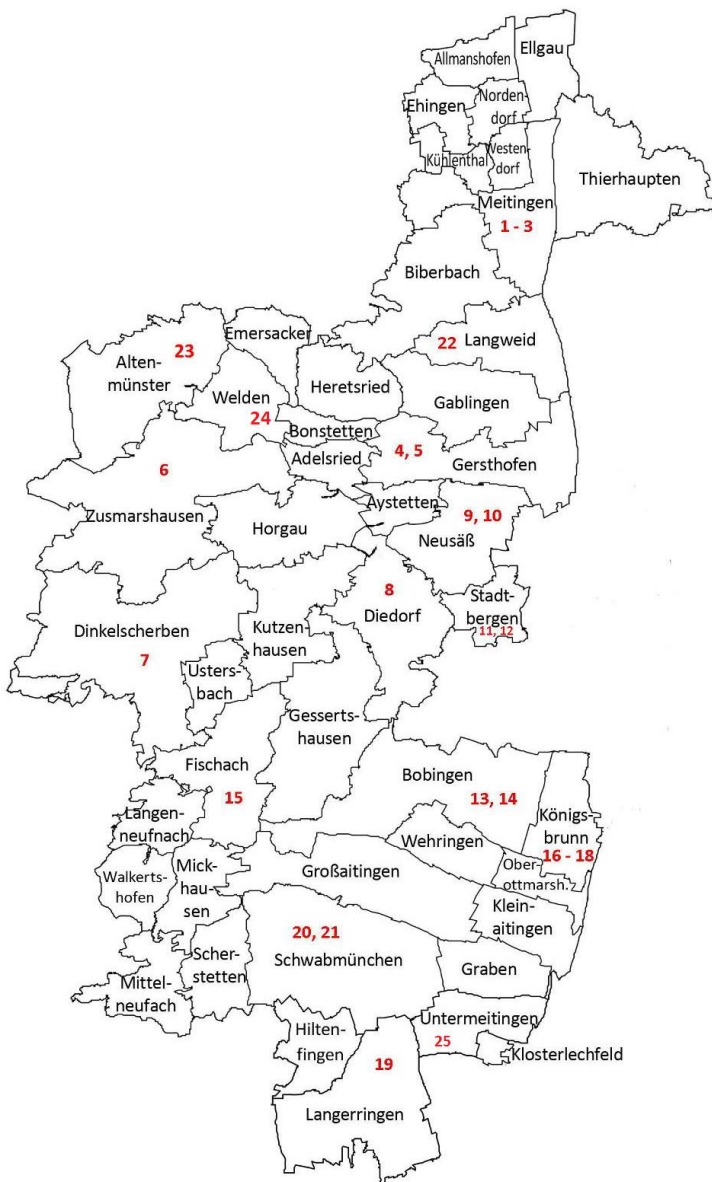 Ellgau
Allmanshofen
Ehingen
Norden-
dorf
Kühlenthal
Westen-
dorf
Thierhaupten
Meitingen
1 - 3
Biberbach
Emersacker
23
Alten-
münster
22 Langweid
Welden
24
Heretsried
Gablingen
Bonstetten
4, 5
Adelsried
Gersthofen
6
Zusmarshausen
Aystetten
9, 10
Horgau
Neusäß
8
Diedorf
Stadt-
bergen
11, 12
Dinkelscherben
7
Kutzen-
hausen
Usters-
bach
Gesserts-
hausen
Fischach
15
Bobingen
13, 14
Königs-
brunn
16 - 18
Langen-
neufnach
Wehringen
Walkerts-
hofen
Mick-
hausen
Großaitingen
Ober-
ottmarsh.
Klein-
aitingen
20, 21
Schwabmünchen
Scher-
stetten
Graben
Mittel-
neufach
Untermeitingen
25
Hilten-
fingen
Klosterlechfeld
19
Langerringen